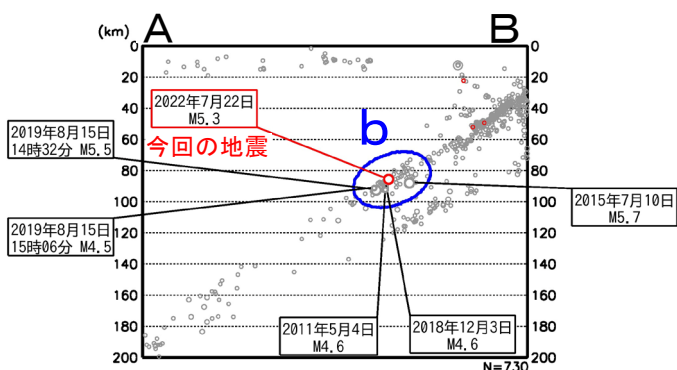 (km) A B
0 0
20 20
40 40
60 60
80 80
100 100
120 120
140 140
160 160
180 180
200 200
2022年7月22日
M5.3
今回の地震
b
2019年8月15日
14時32分 M5.5
2019年8月15日
15時06分 M4.5
2015年7月10日
M5.7
2011年5月4日
M4.6
2018年12月3日
M4.6
N=730